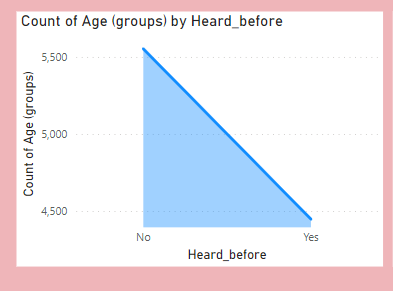 Count of Age (groups) by Heard_before
5,500
5,000
4,500
Count of Age (groups)
No Yes
Heard_before